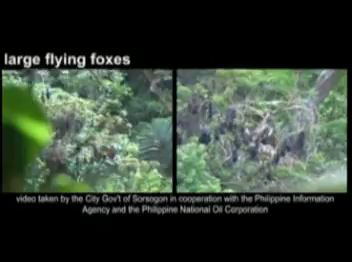 large flying foxes
video taken by the City Gov't of Sorsogon in cooperation with the Philippine Information
Agency and the Philippine National Oil Corporation